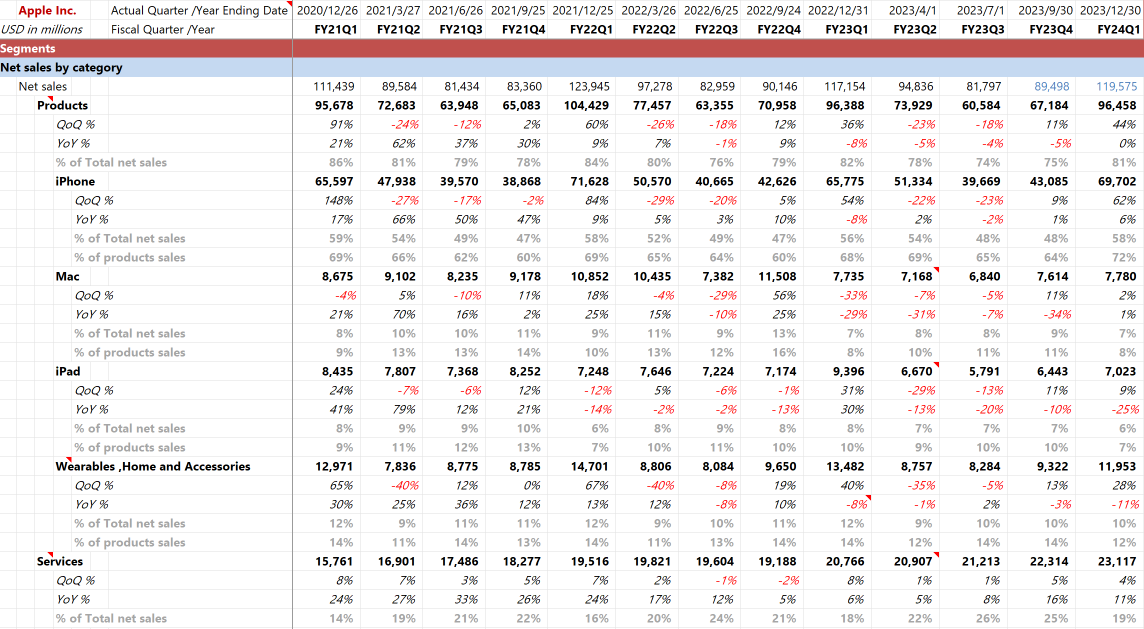 Apple Inc. Actual Quarter /Year Ending Date 2020/12/26 2021/3/27 2021/6/26 2021/9/25 2021/12/25 2022/3/26 2022/6/25 2022/9/24 2022/12/31 2023/4/1 2023/7/1 2023/9/30 2023/12/30
USD in millions Fiscal Quarter /Year FY21Q1 FY21Q2 FY21Q3 FY21Q4 FY22Q1 FY22Q2 FY22Q3 FY22Q4 FY23Q1 FY23Q2 FY23Q3 FY23Q4 FY24Q1
Segments
Net sales by category
Net sales 111,439 89,584 81,434 83,360 123,945 97,278 82,959 90,146 117,154 94,836 81,797 89,498 119,575
Products 95,678 72,683 63,948 65,083 104,429 77,457 63,355 70,958 96,388 73,929 60,584 67,184 96,458
QoQ % 91% -24% -12% 2% 60% -26% -18% 12% 36% -23% -18% 11% 44%
YoY % 21% 62% 37% 30% 9% 7% -1% 9% -8% -5% -4% -5% 0%
% of Total net sales 86% 81% 79% 78% 84% 80% 76% 79% 82% 78% 74% 75% 81%
iPhone 65,597 47,938 39,570 38,868 71,628 50,570 40,665 42,626 65,775 51,334 39,669 43,085 69,702
QoQ % 148% -27% -17% -2% 84% -29% -20% 5% 54% -22% -23% 9% 62%
YoY % 17% 66% 50% 47% 9% 5% 3% 10% -8% 2% -2% 1% 6%
% of Total net sales 59% 54% 49% 47% 58% 52% 49% 47% 56% 54% 48% 48% 58%
% of products sales 69% 66% 62% 60% 69% 65% 64% 60% 68% 69% 65% 64% 72%
Mac 8,675 9,102 8,235 9,178 10,852 10,435 7,382 11,508 7,735 7,168 6,840 7,614 7,780
QoQ % -4% 5% -10% 11% 18% -4% -29% 56% -33% -7% -5% 11% 2%
YoY % 21% 70% 16% 2% 25% 15% -10% 25% -29% -31% -7% -34% 1%
% of Total net sales 8% 10% 10% 11% 9% 11% 9% 13% 7% 8% 8% 9% 7%
% of products sales 9% 13% 13% 14% 10% 13% 12% 16% 8% 10% 11% 11% 8%
iPad 8,435 7,807 7,368 8,252 7,248 7,646 7,224 7,174 9,396 6,670 5,791 6,443 7,023
QoQ % 24% -7% -6% 12% -12% 5% -6% -1% 31% -29% -13% 11% 9%
YoY % 41% 79% 12% 21% -14% -2% -2% -13% 30% -13% -20% -10% -25%
% of Total net sales 8% 9% 9% 10% 6% 8% 9% 8% 8% 7% 7% 7% 6%
% of products sales 9% 11% 12% 13% 7% 10% 11% 10% 10% 9% 10% 10% 7%
Wearables ,Home and Accessories 12,971 7,836 8,775 8,785 14,701 8,806 8,084 9,650 13,482 8,757 8,284 9,322 11,953
QoQ % 65% -40% 12% 0% 67% -40% -8% 19% 40% -35% -5% 13% 28%
YoY % 30% 25% 36% 12% 13% 12% -8% 10% -8% -1% 2% -3% -11%
% of Total net sales 12% 9% 11% 11% 12% 9% 10% 11% 12% 9% 10% 10% 10%
% of products sales 14% 11% 14% 13% 14% 11% 13% 14% 14% 12% 14% 14% 12%
Services 15,761 16,901 17,486 18,277 19,516 19,821 19,604 19,188 20,766 20,907 21,213 22,314 23,117
QoQ % 8% 7% 3% 5% 7% 2% -1% -2% 8% 1% 1% 5% 4%
YoY % 24% 27% 33% 26% 24% 17% 12% 5% 6% 5% 8% 16% 11%
% of Total net sales 14% 19% 21% 22% 16% 20% 24% 21% 18% 22% 26% 25% 19%